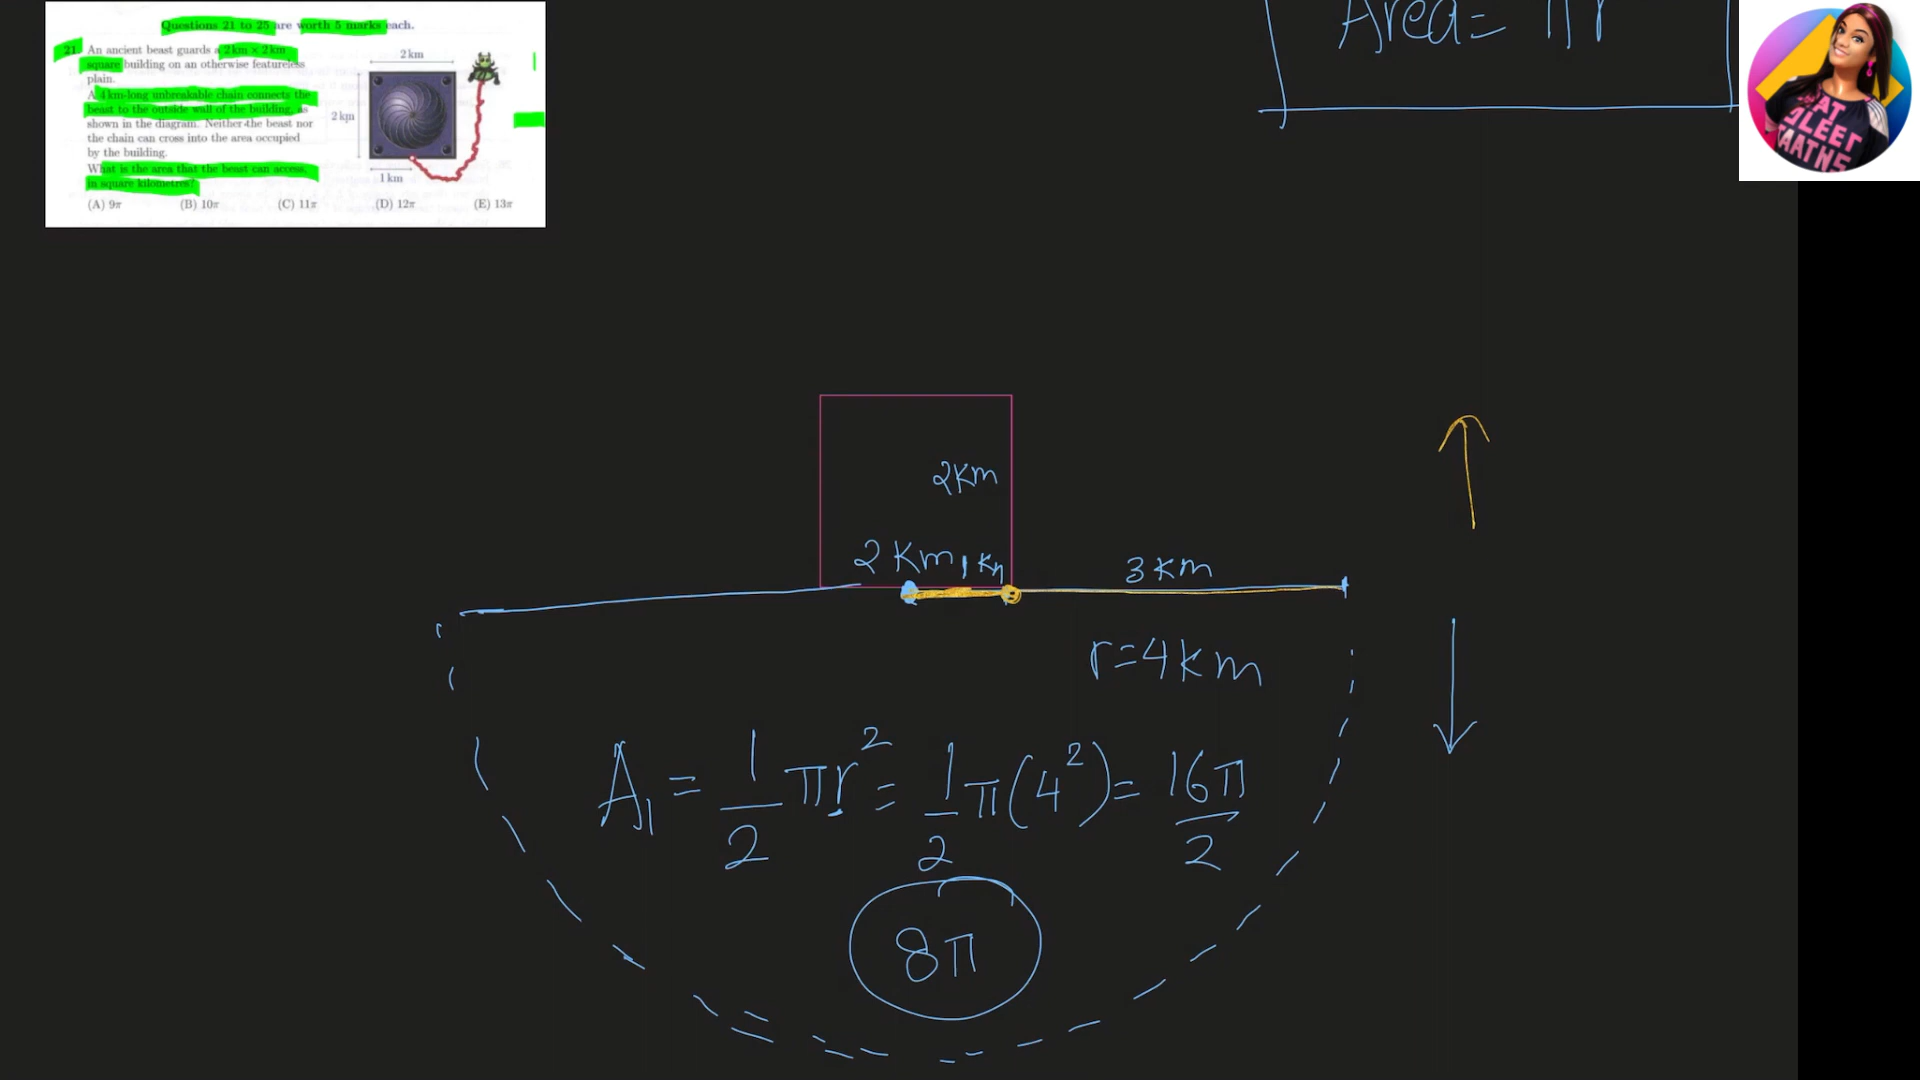 Questions 21 to 25 are worth 5 marks each.
21. An ancient beast guards a 2 km × 2 km
square building on an otherwise featureless
plain.
A 4 km-long unbreakable chain connects the
beast to the outside wall of the building, as
shown in the diagram. Neither the beast nor
the chain can cross into the area occupied
by the building.
What is the area that the beast can access,
in square kilometres?
(A) 9π (B) 10π (C) 11π (D) 12π (E) 13π
2 km
2 km
1 km
Area = πr
EAT
SLEEP
MAATHS
2km
2 km 1 km
3 km
r=4km
A₁ = 1/2 πr² = 1/2 π(4²) = 16π/2
8π